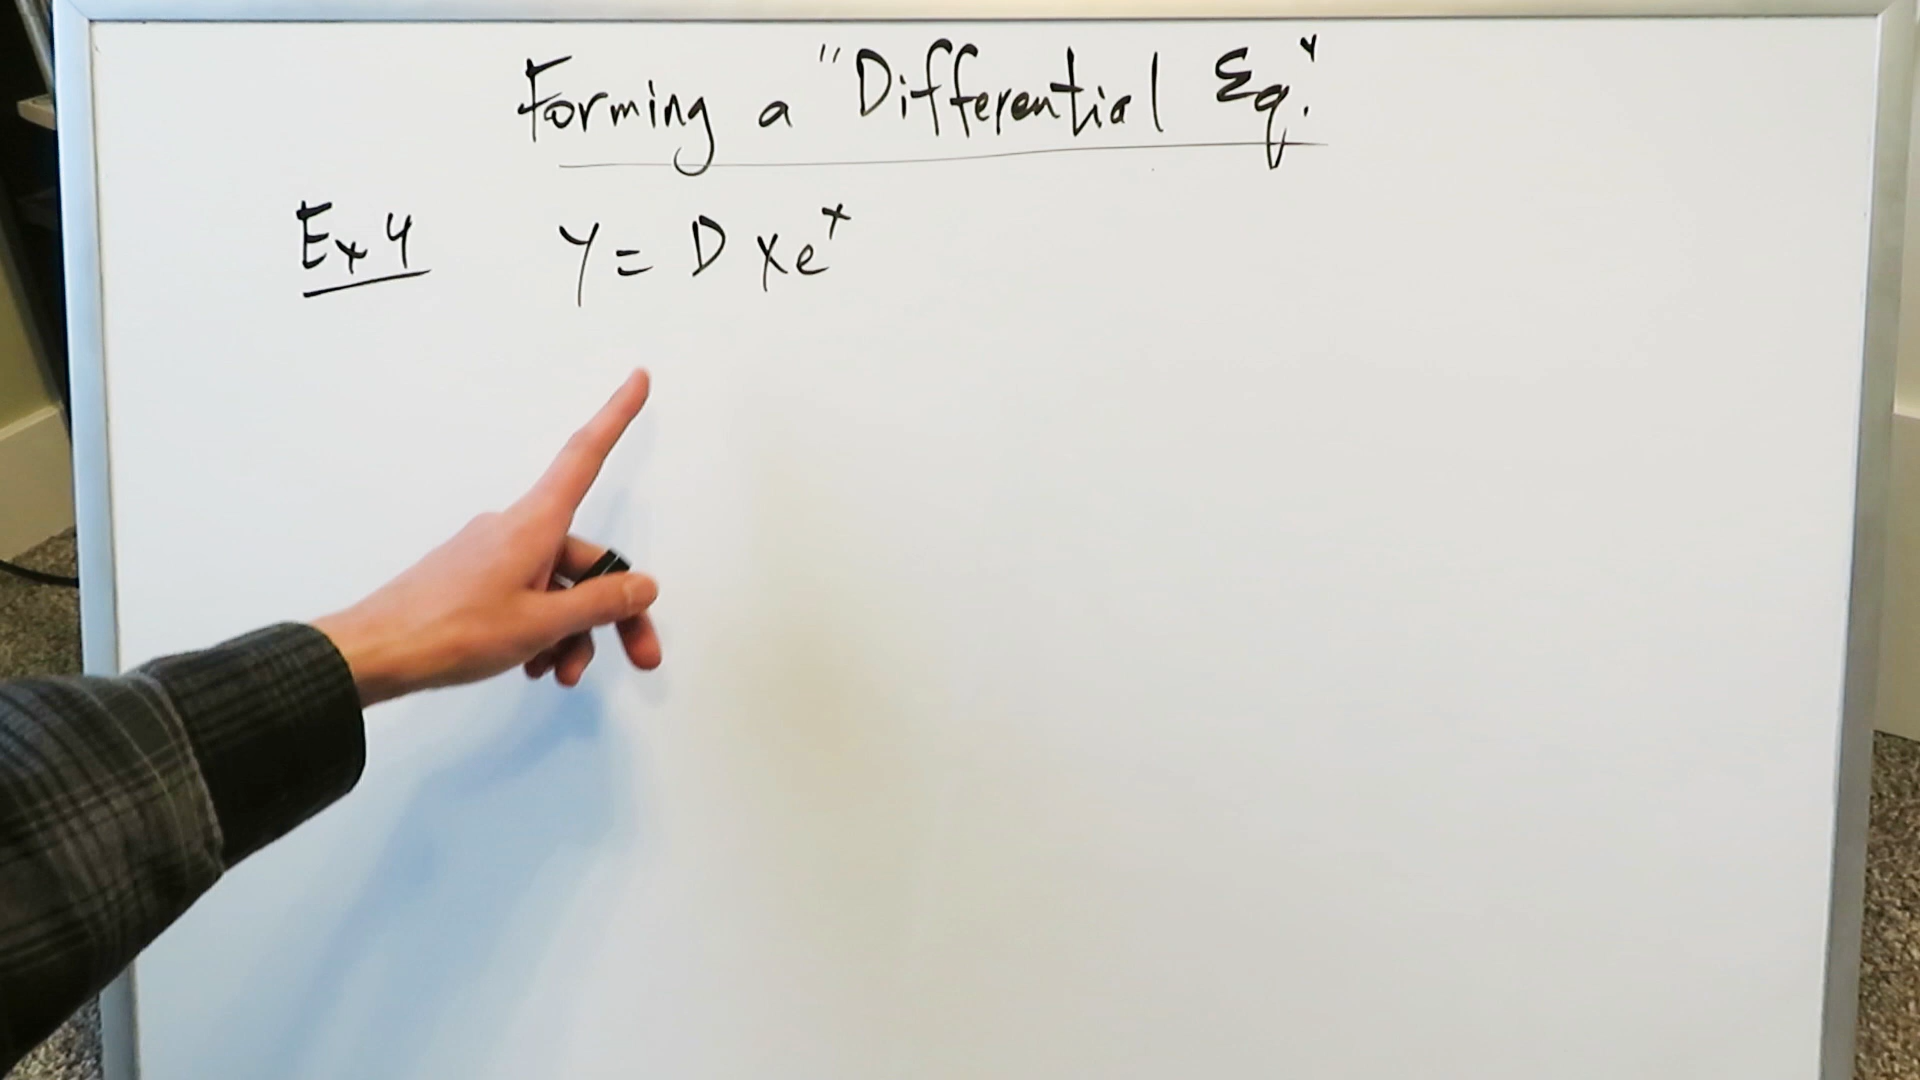 Forming a "Differential Eq."
Ex 4 y = D xe^x